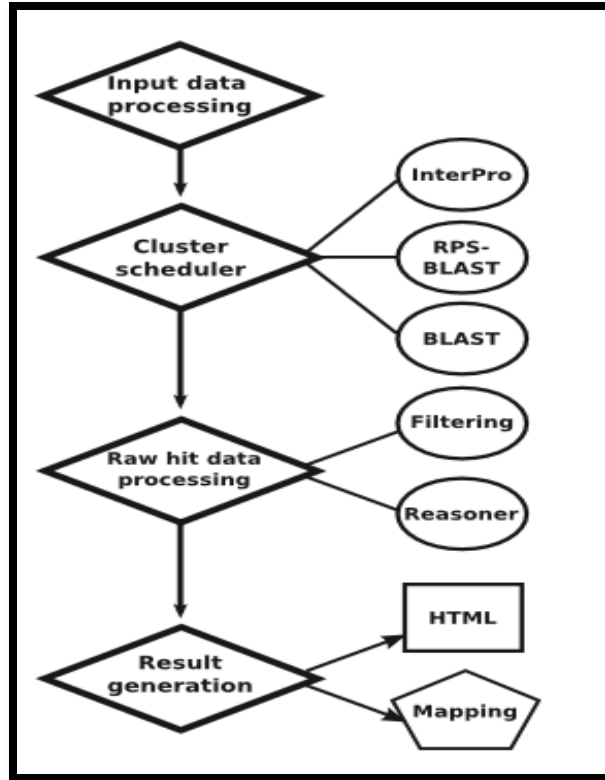 Input data
processing
InterPro
Cluster
scheduler
RPS-
BLAST
BLAST
Filtering
Raw hit data
processing
Reasoner
HTML
Result
generation
Mapping